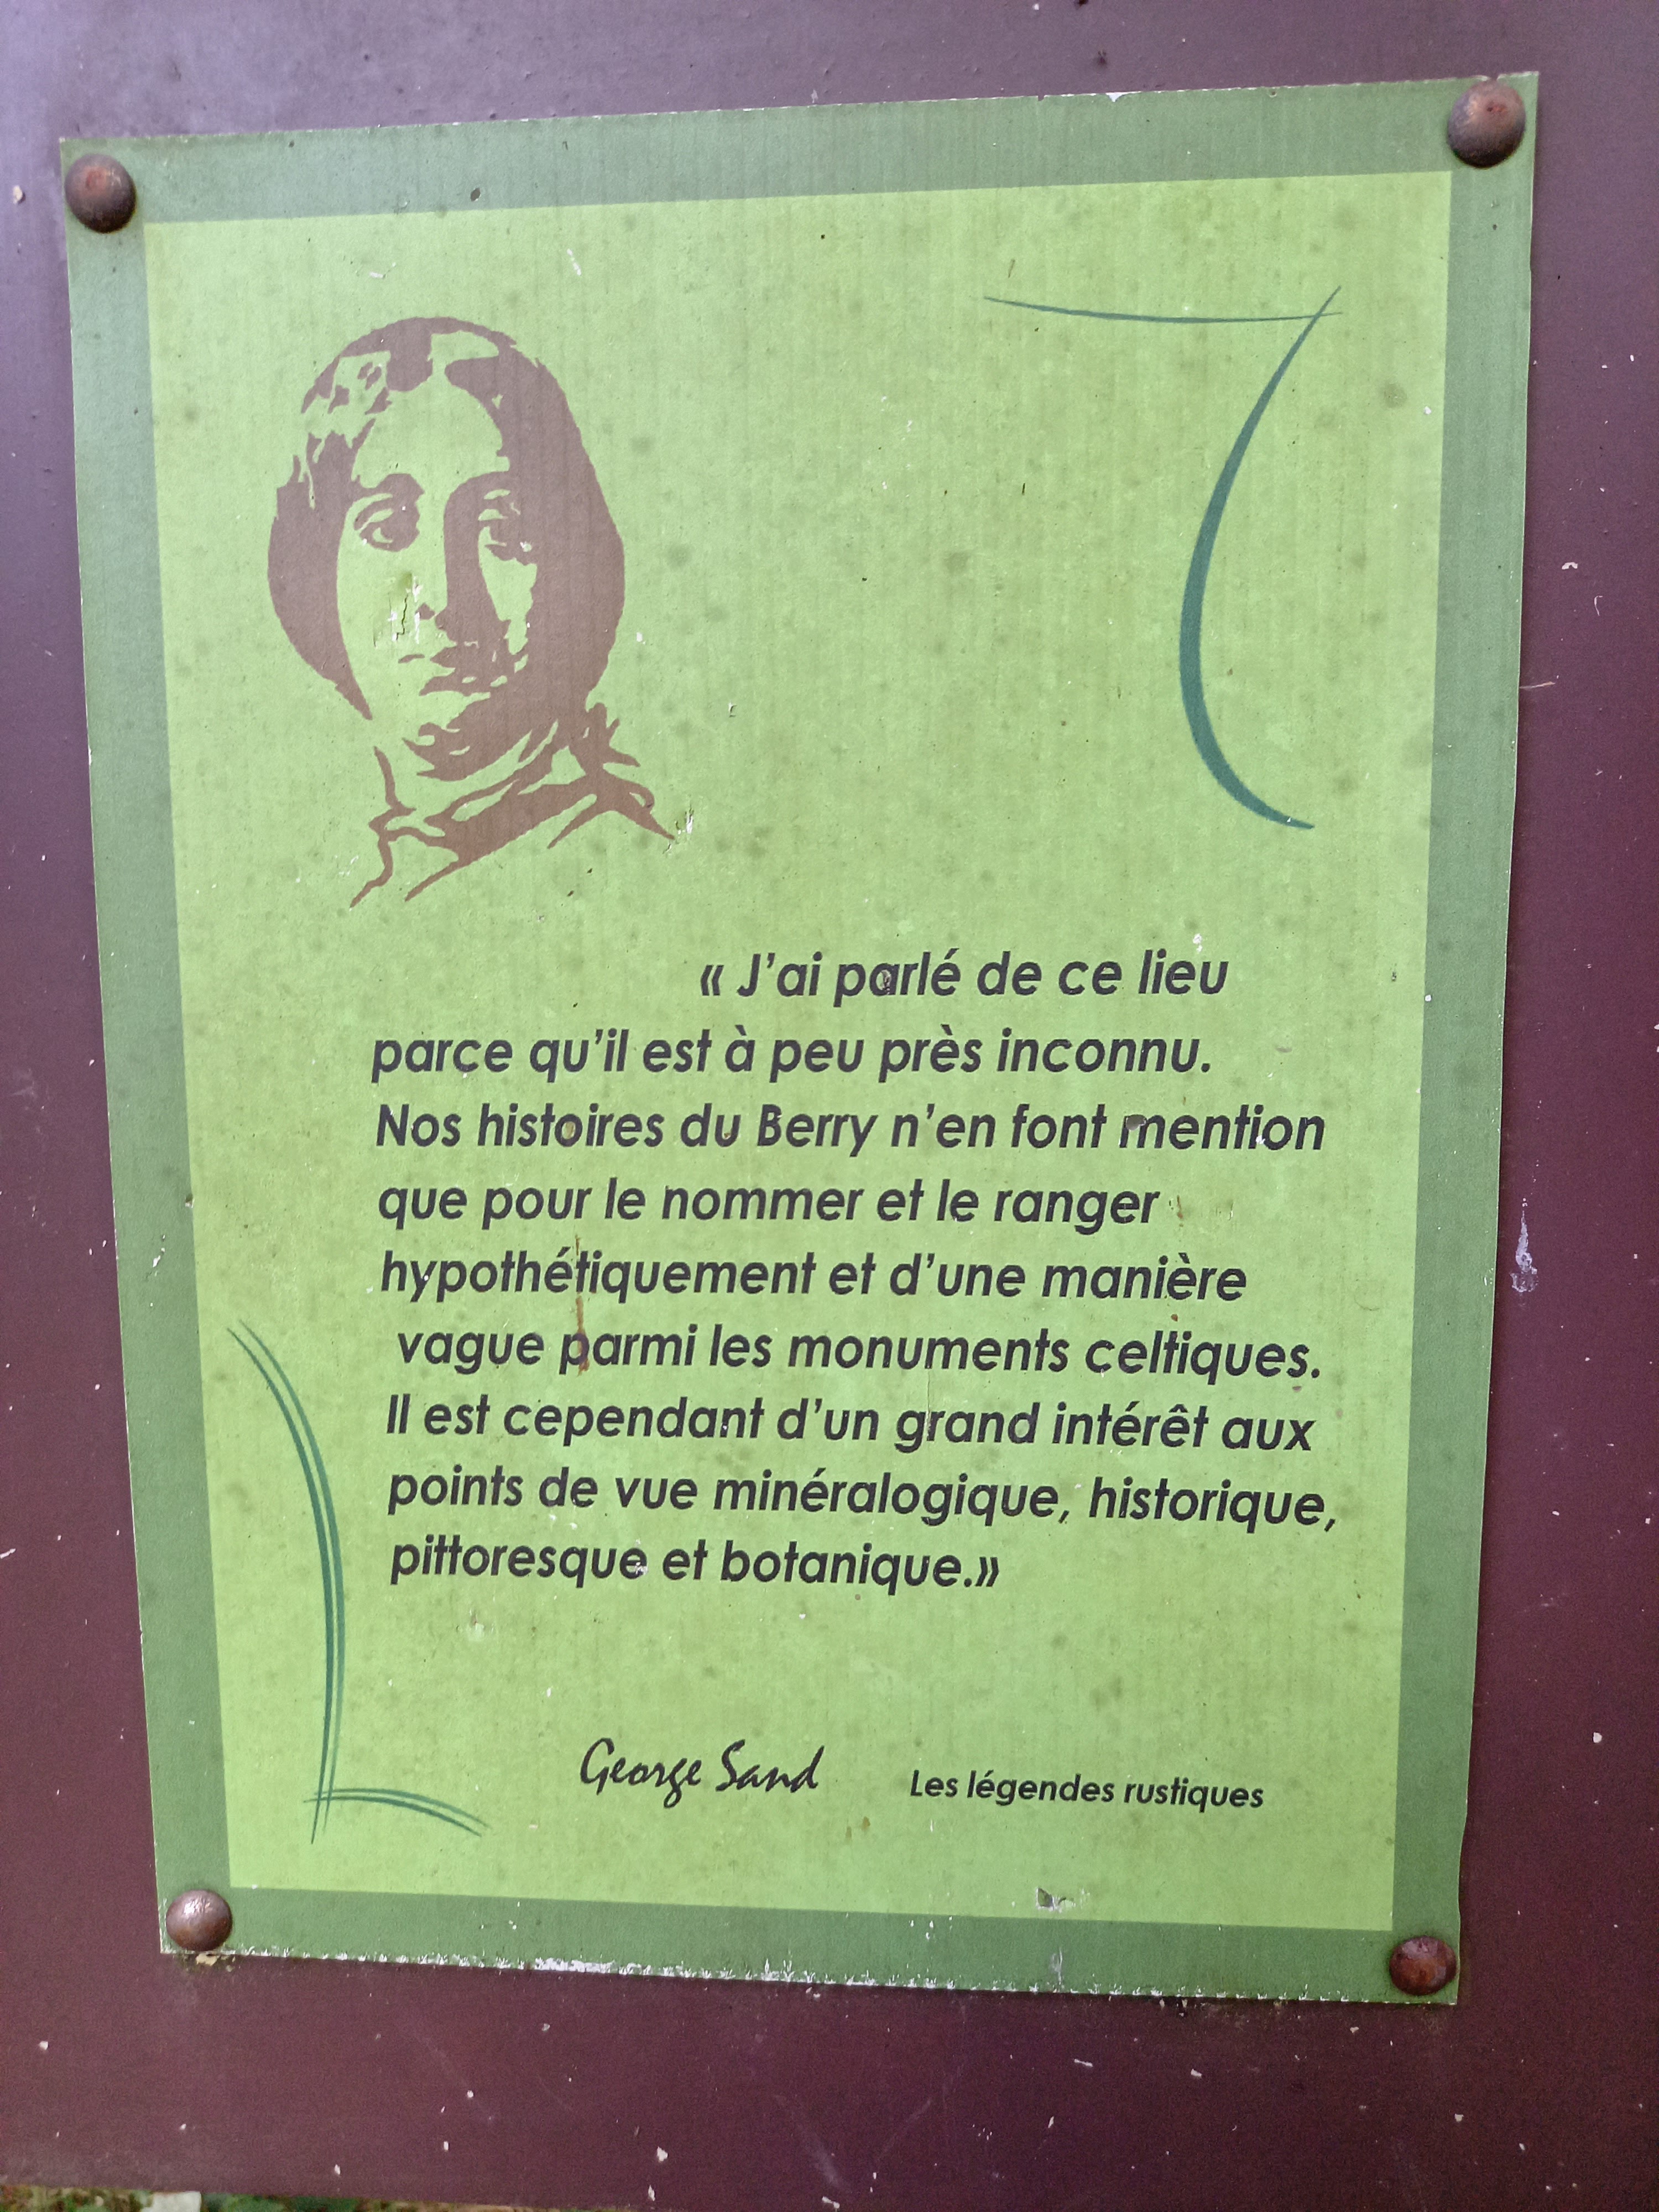 « J'ai parlé de ce lieu
parce qu'il est à peu près inconnu.
Nos histoires du Berry n'en font mention
que pour le nommer et le ranger
hypothétiquement et d'une manière
vague parmi les monuments celtiques.
Il est cependant d'un grand intérêt aux
points de vue minéralogique, historique,
pittoresque et botanique.»
George Sand Les légendes rustiques